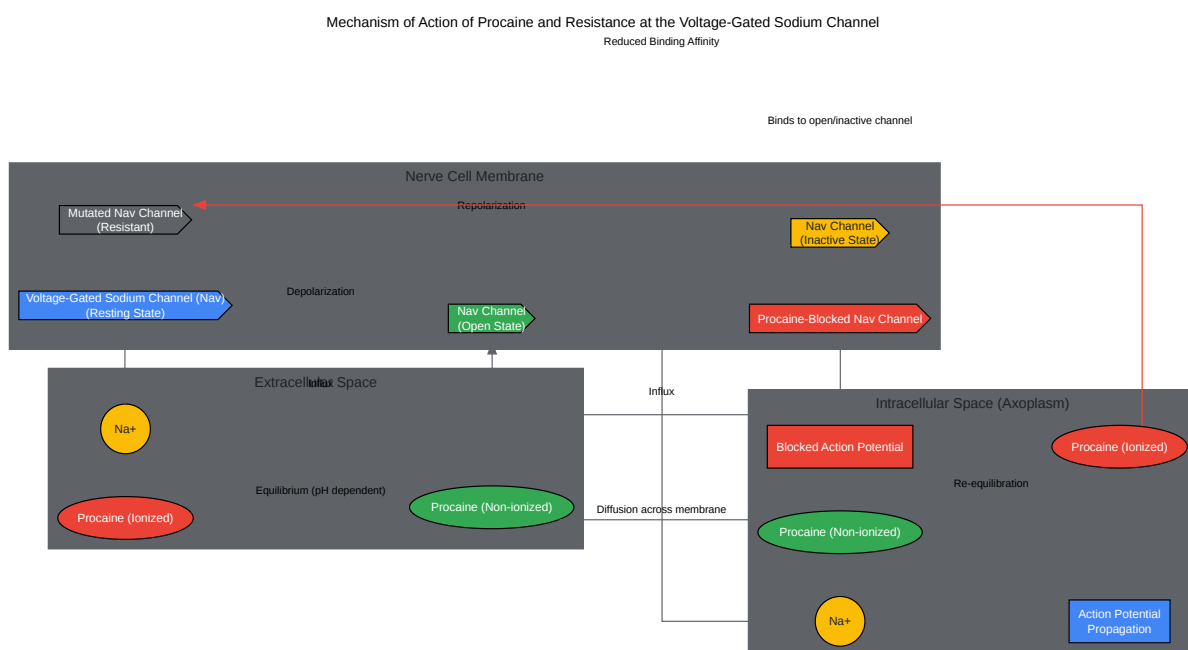 Mechanism of Action of Procaine and Resistance at the Voltage-Gated Sodium Channel
Reduced Binding Affinity
Binds to open/inactive channel
Nerve Cell Membrane
Repolarization
Mutated Nav Channel
(Resistant)
Nav Channel
(Inactive State)
Depolarization
Voltage-Gated Sodium Channel (Nav)
(Resting State)
Nav Channel
(Open State)
Procaine-Blocked Nav Channel
Extracellular Space
Influx
Influx
Intracellular Space (Axoplasm)
Na+
Blocked Action Potential
Procaine (Ionized)
Re-equilibration
Equilibrium (pH dependent)
Procaine (Non-ionized)
Diffusion across membrane
Procaine (Ionized)
Procaine (Non-ionized)
Na+
Action Potential
Propagation